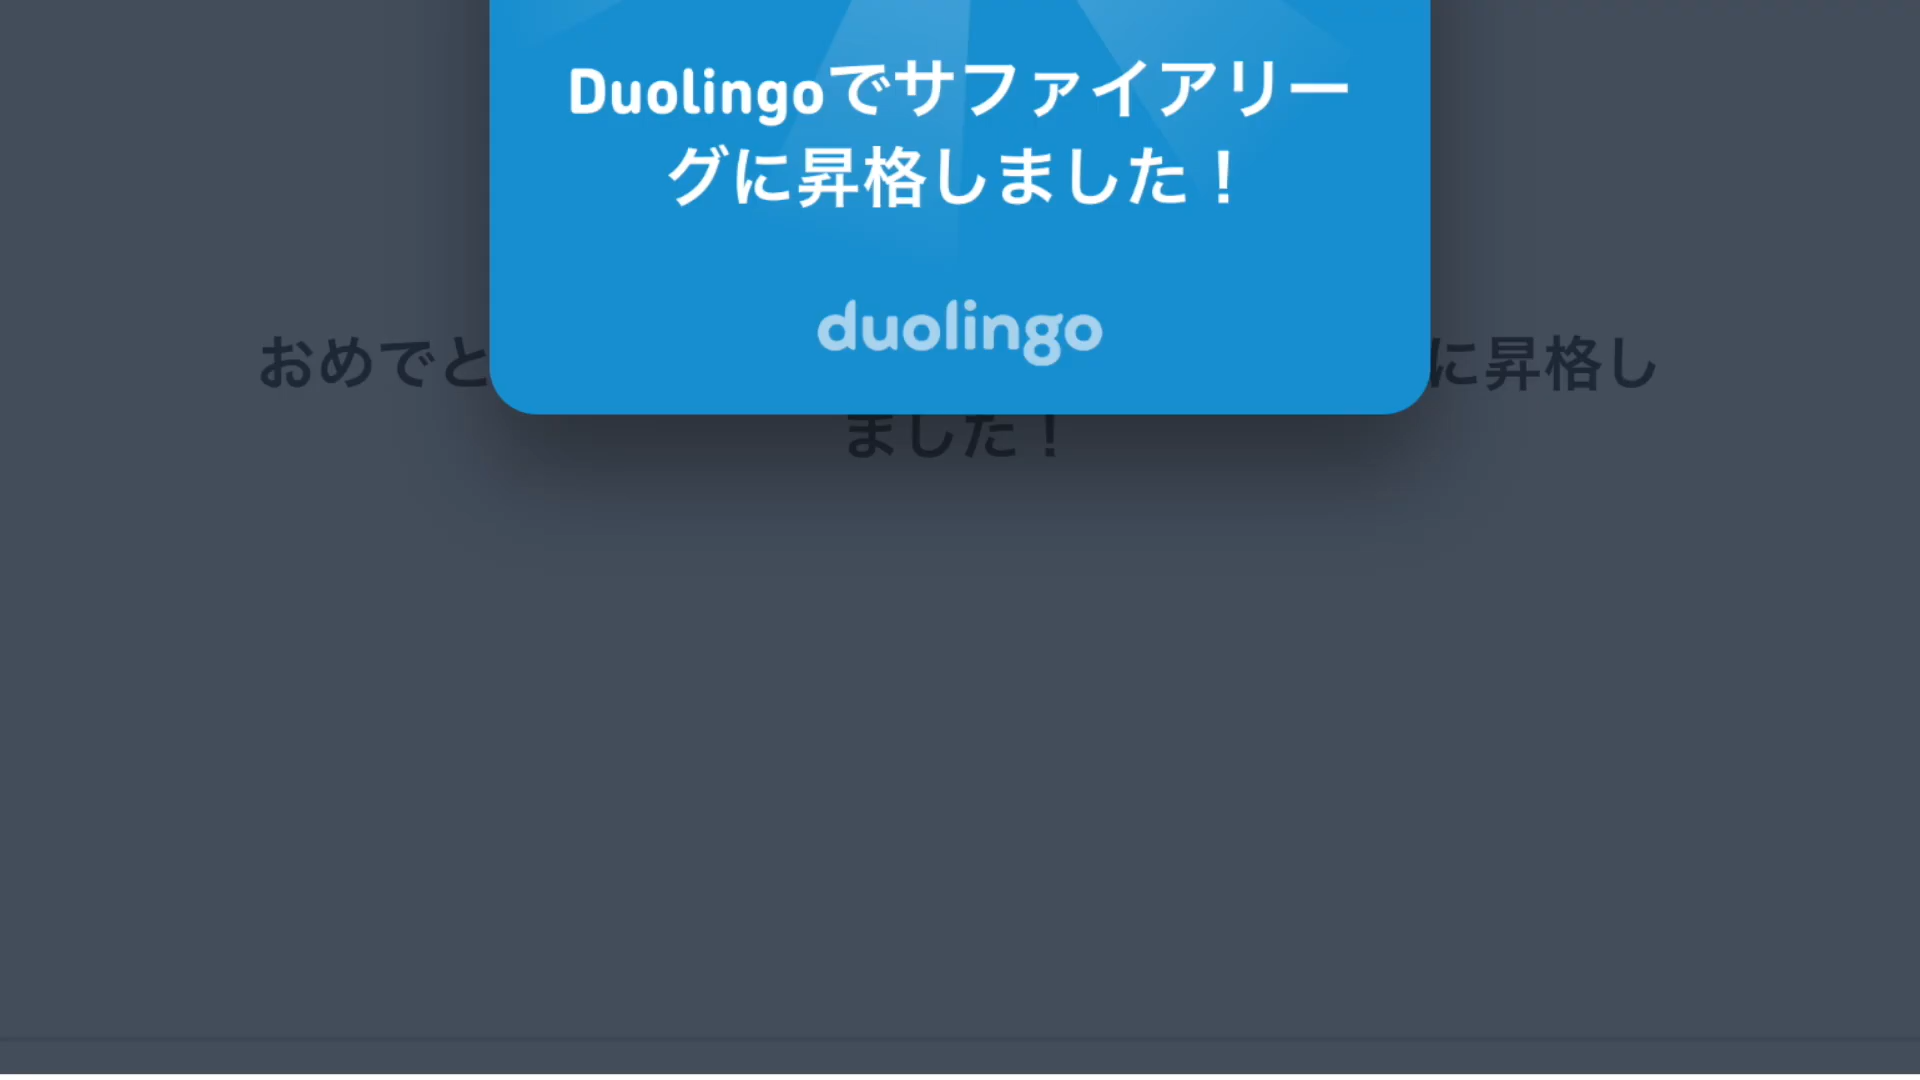 Duolingoでサファイアリー
グに昇格しました！
duolingo
おめでと
に昇格し
ました！